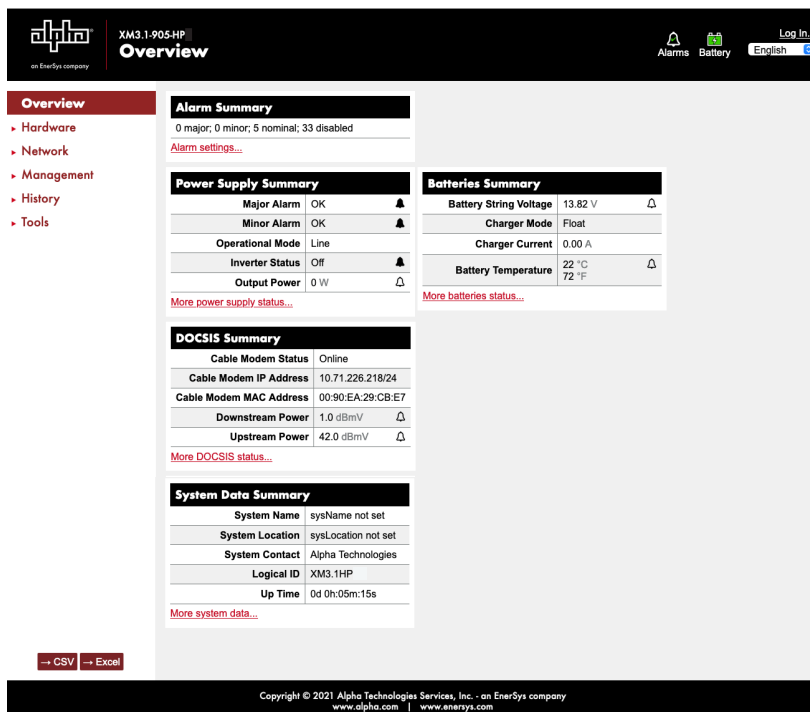 alpha®
an EnerSys company
XM3.1-905-HP
Overview
Alarms
Battery
Log In.
English
Overview
Hardware
Network
Management
History
Tools
Alarm Summary
0 major; 0 minor; 5 nominal; 33 disabled
Alarm settings...
Power Supply Summary
Major Alarm OK
Minor Alarm OK
Operational Mode Line
Inverter Status Off
Output Power 0 W
More power supply status...
Batteries Summary
Battery String Voltage 13.82 V
Charger Mode Float
Charger Current 0.00 A
Battery Temperature 22 °C
72 °F
More batteries status...
DOCSIS Summary
Cable Modem Status Online
Cable Modem IP Address 10.71.226.218/24
Cable Modem MAC Address 00:90:EA:29:CB:E7
Downstream Power 1.0 dBmV
Upstream Power 42.0 dBmV
More DOCSIS status...
System Data Summary
System Name sysName not set
System Location sysLocation not set
System Contact Alpha Technologies
Logical ID XM3.1HP
Up Time 0d 0h:05m:15s
More system data...
→ CSV → Excel
Copyright © 2021 Alpha Technologies Services, Inc. - an EnerSys company
www.alpha.com | www.enersys.com